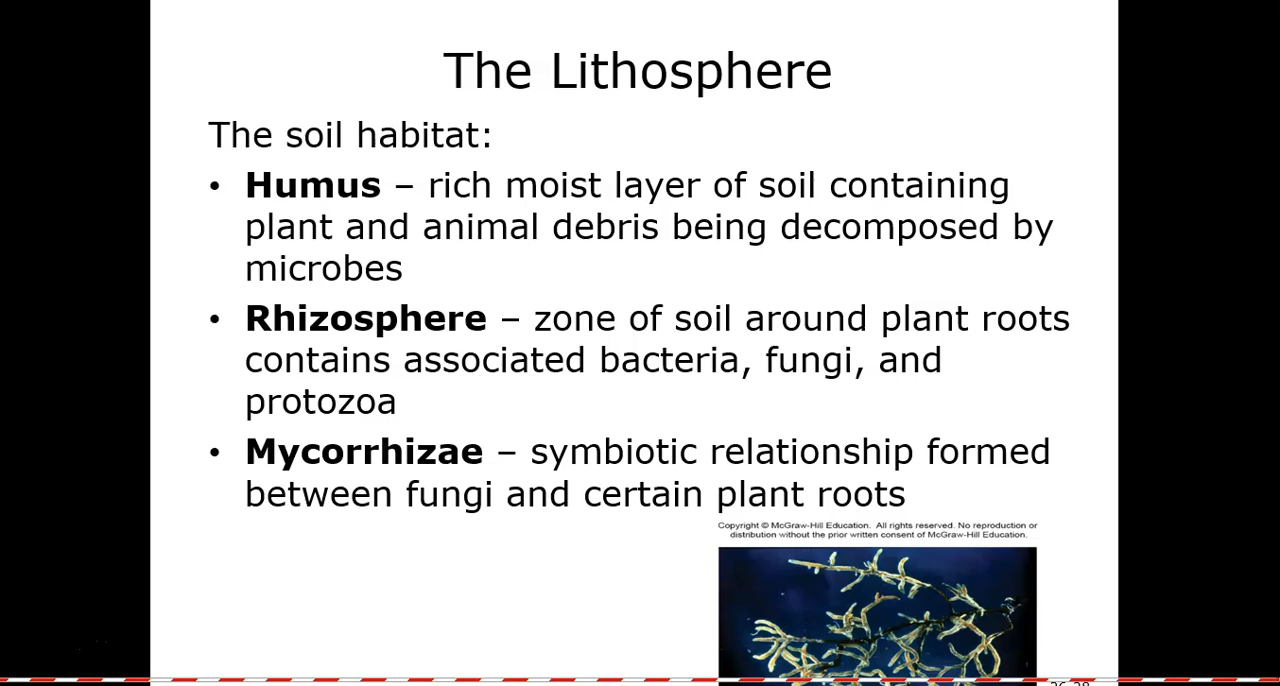 The Lithosphere
The soil habitat:
• Humus – rich moist layer of soil containing
plant and animal debris being decomposed by
microbes
• Rhizosphere – zone of soil around plant roots
contains associated bacteria, fungi, and
protozoa
• Mycorrhizae – symbiotic relationship formed
between fungi and certain plant roots
Copyright © McGraw-Hill Education. All rights reserved. No reproduction or
distribution without the prior written consent of McGraw-Hill Education.